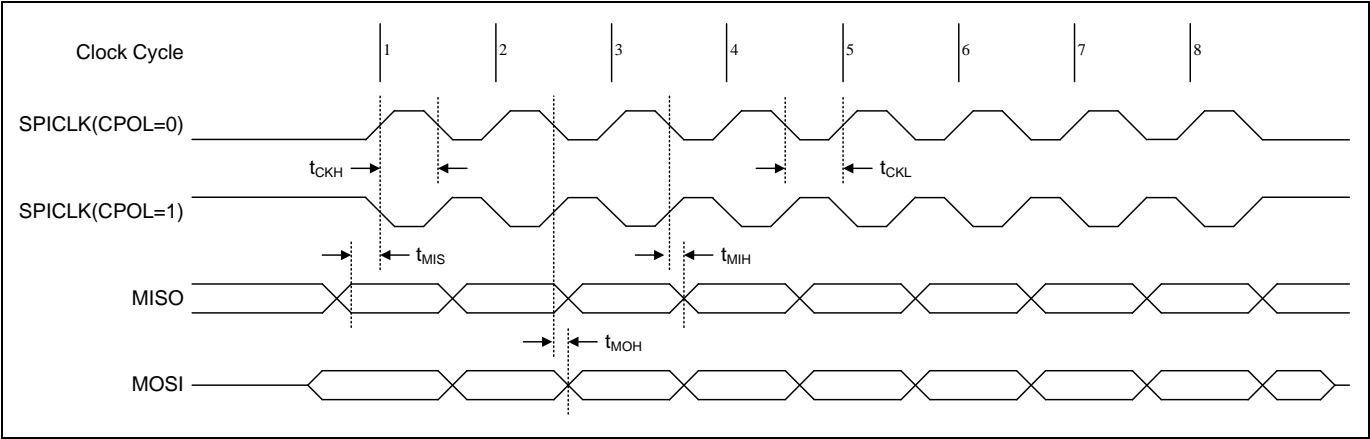 Clock Cycle 1 2 3 4 5 6 7 8
SPICLK(CPOL=0)
tCKH tCKL
SPICLK(CPOL=1)
tMIS tMIH
MISO
tMOH
MOSI